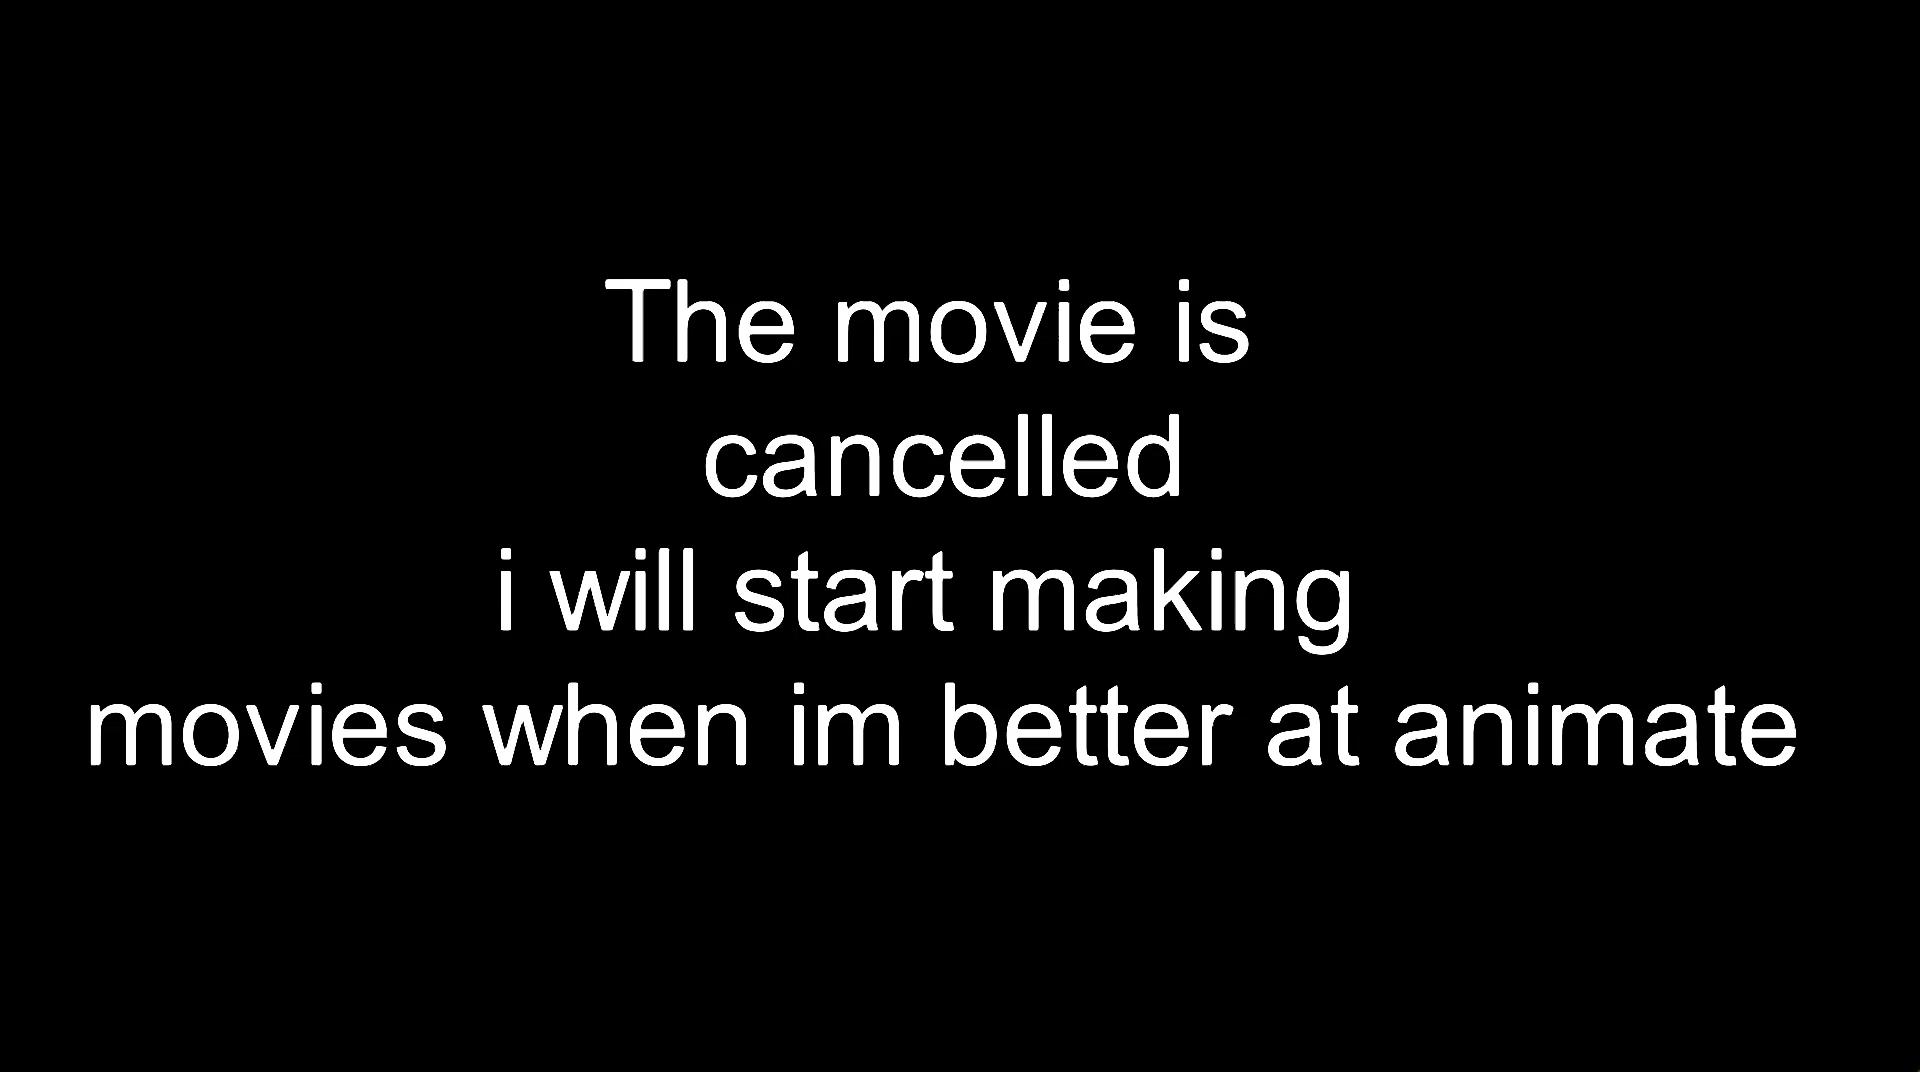 The movie is
cancelled
i will start making
movies when im better at animate